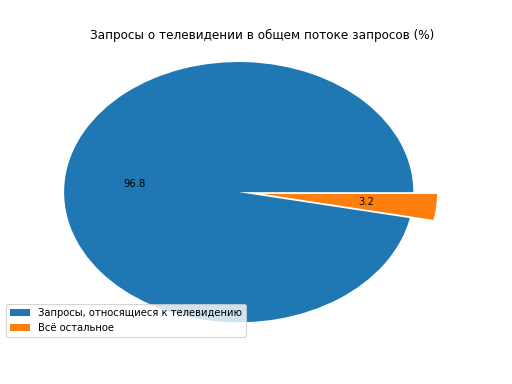 Запросы о телевидении в общем потоке запросов (%)
96.8
3.2
Запросы, относящиеся к телевидению
Всё остальное